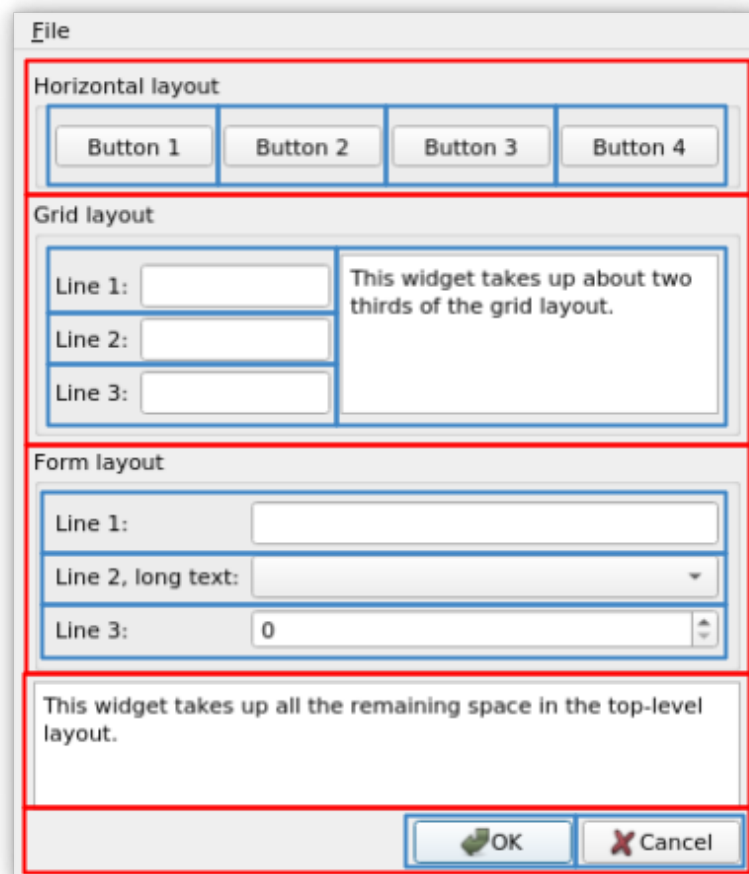 File
Horizontal layout
Button 1 Button 2 Button 3 Button 4
Grid layout
Line 1:
Line 2:
Line 3:
This widget takes up about two
thirds of the grid layout.
Form layout
Line 1:
Line 2, long text:
Line 3: 0
This widget takes up all the remaining space in the top-level
layout.
OK Cancel